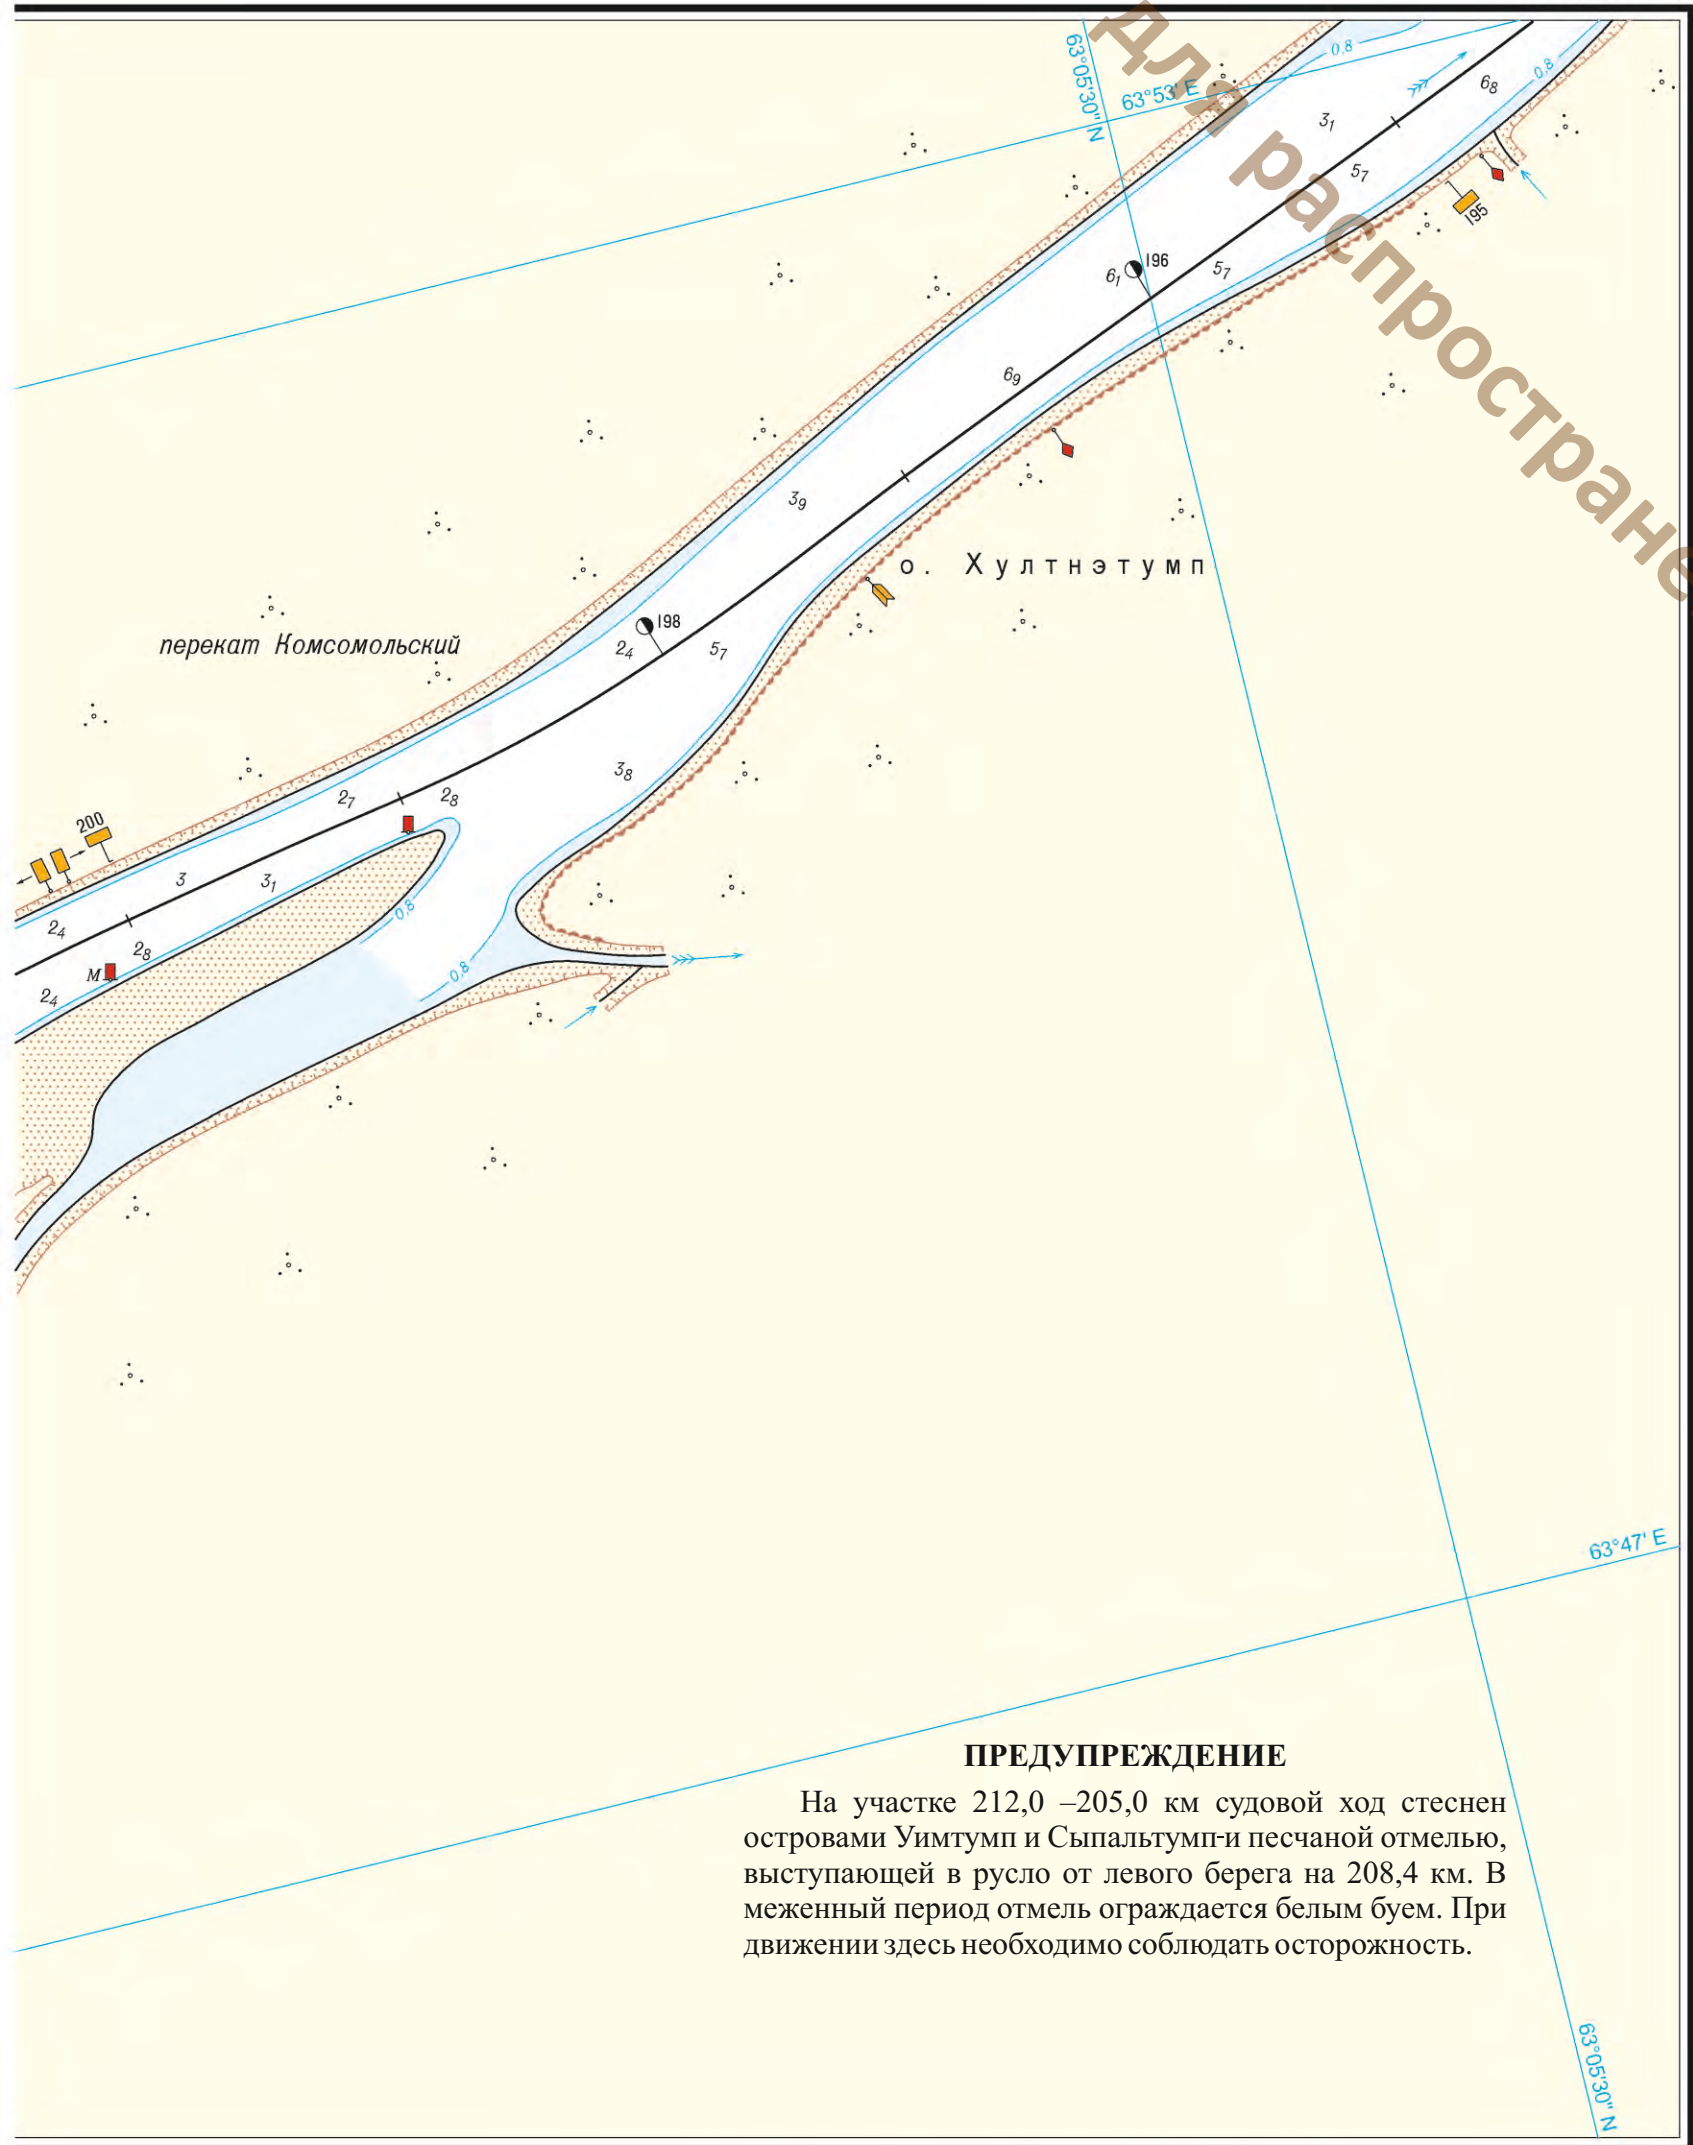 для распростране
63°05'30" N
63°53' E
0,8
0,8
6₈
3₁
5₇
195
196
6₁
5₇
6₉
3₉
о. Хултнэтумп
198
2₄
5₇
перекат Комсомольский
3₈
2₇
2₈
200
3
3₁
2₄
2₈
0,8
0,8
М
2₄
63°47' E
ПРЕДУПРЕЖДЕНИЕ
На участке 212,0 –205,0 км судовой ход стеснен
островами Уимтумп и Сыпальтумп-и песчаной отмелью,
выступающей в русло от левого берега на 208,4 км. В
меженный период отмель ограждается белым буем. При
движении здесь необходимо соблюдать осторожность.
63°05'30" N